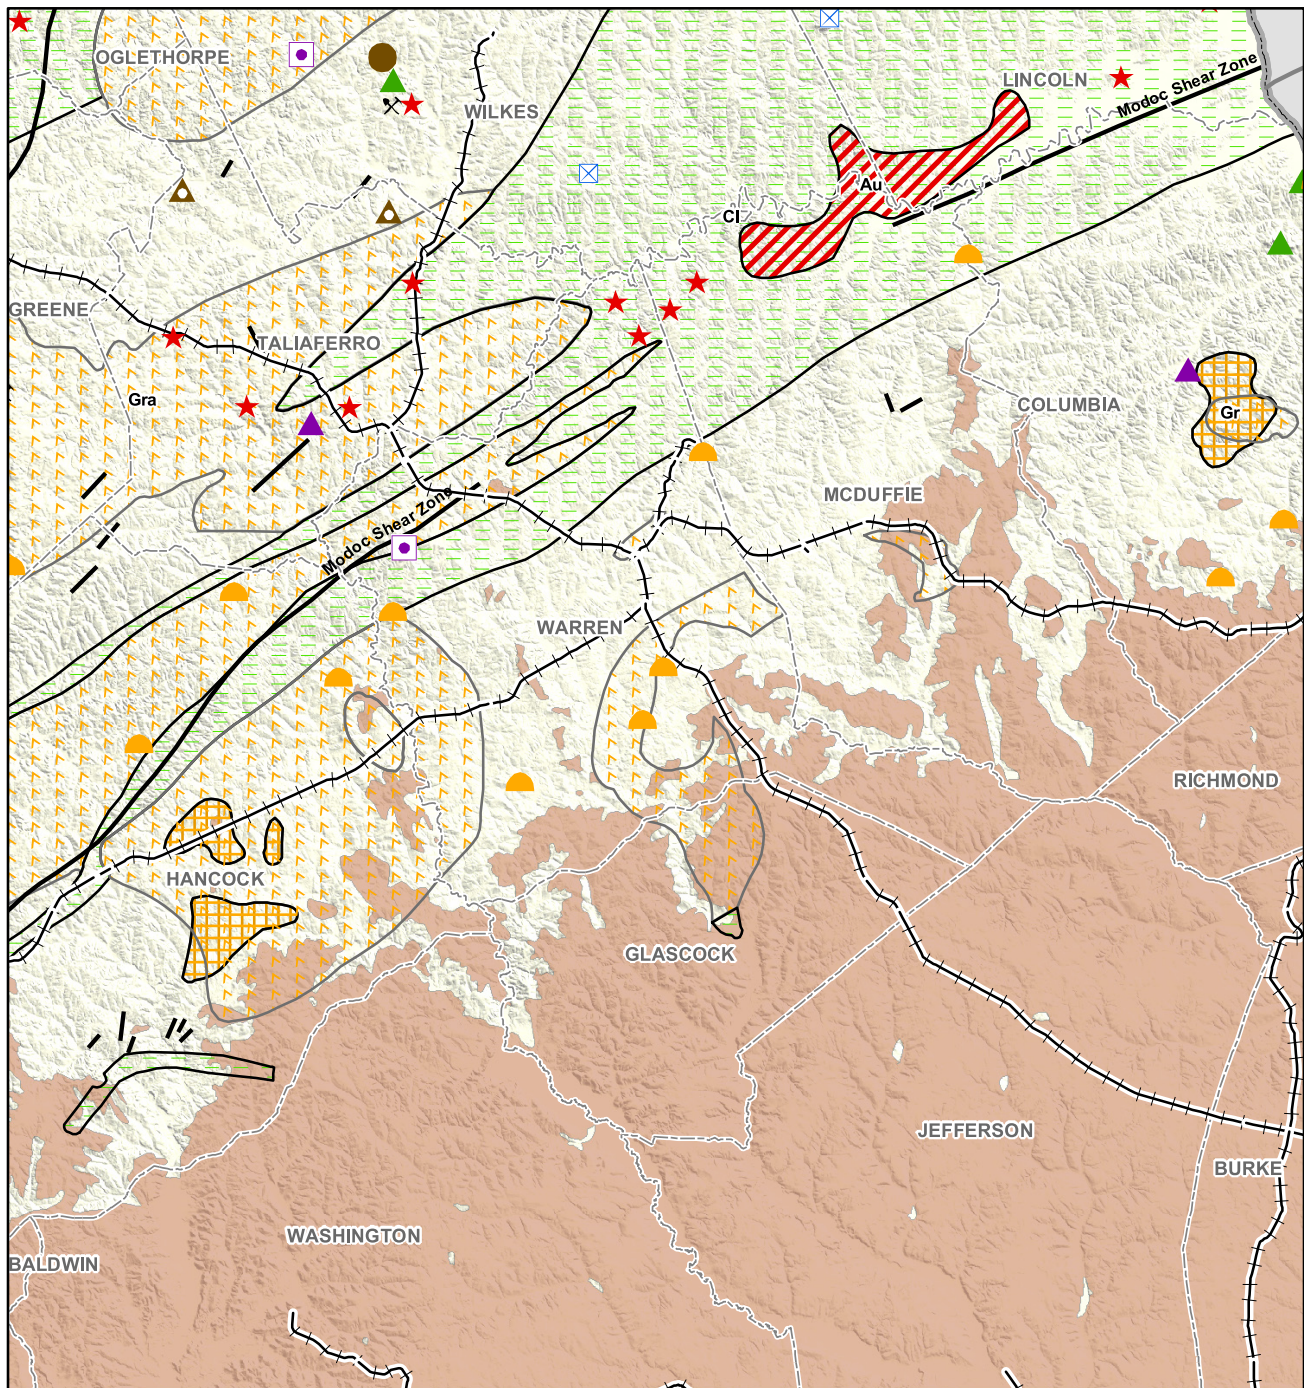 OGLETHORPE
WILKES
LINCOLN
Modoc Shear Zone
Au
Cl
GREENE
TALIAFERRO
Gra
COLUMBIA
Gr
MCDUFFIE
Modoc Shear Zone
WARREN
RICHMOND
HANCOCK
GLASCOCK
JEFFERSON
BURKE
WASHINGTON
BALDWIN